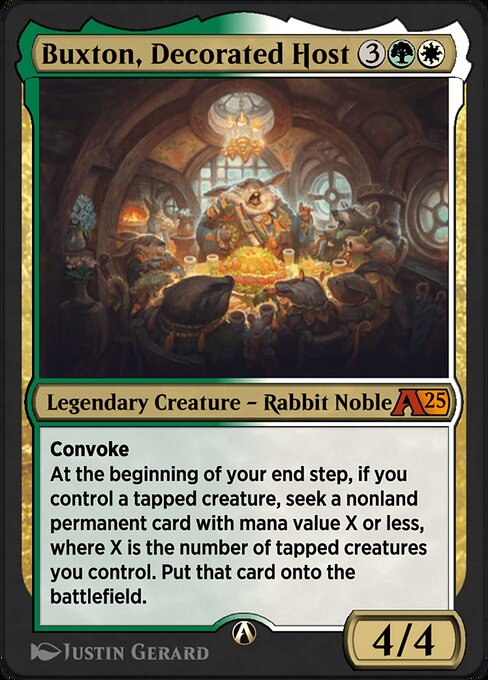 Buxton, Decorated Host 3
Legendary Creature – Rabbit Noble A25
Convoke
At the beginning of your end step, if you
control a tapped creature, seek a nonland
permanent card with mana value X or less,
where X is the number of tapped creatures
you control. Put that card onto the
battlefield.
4/4
Justin Gerard